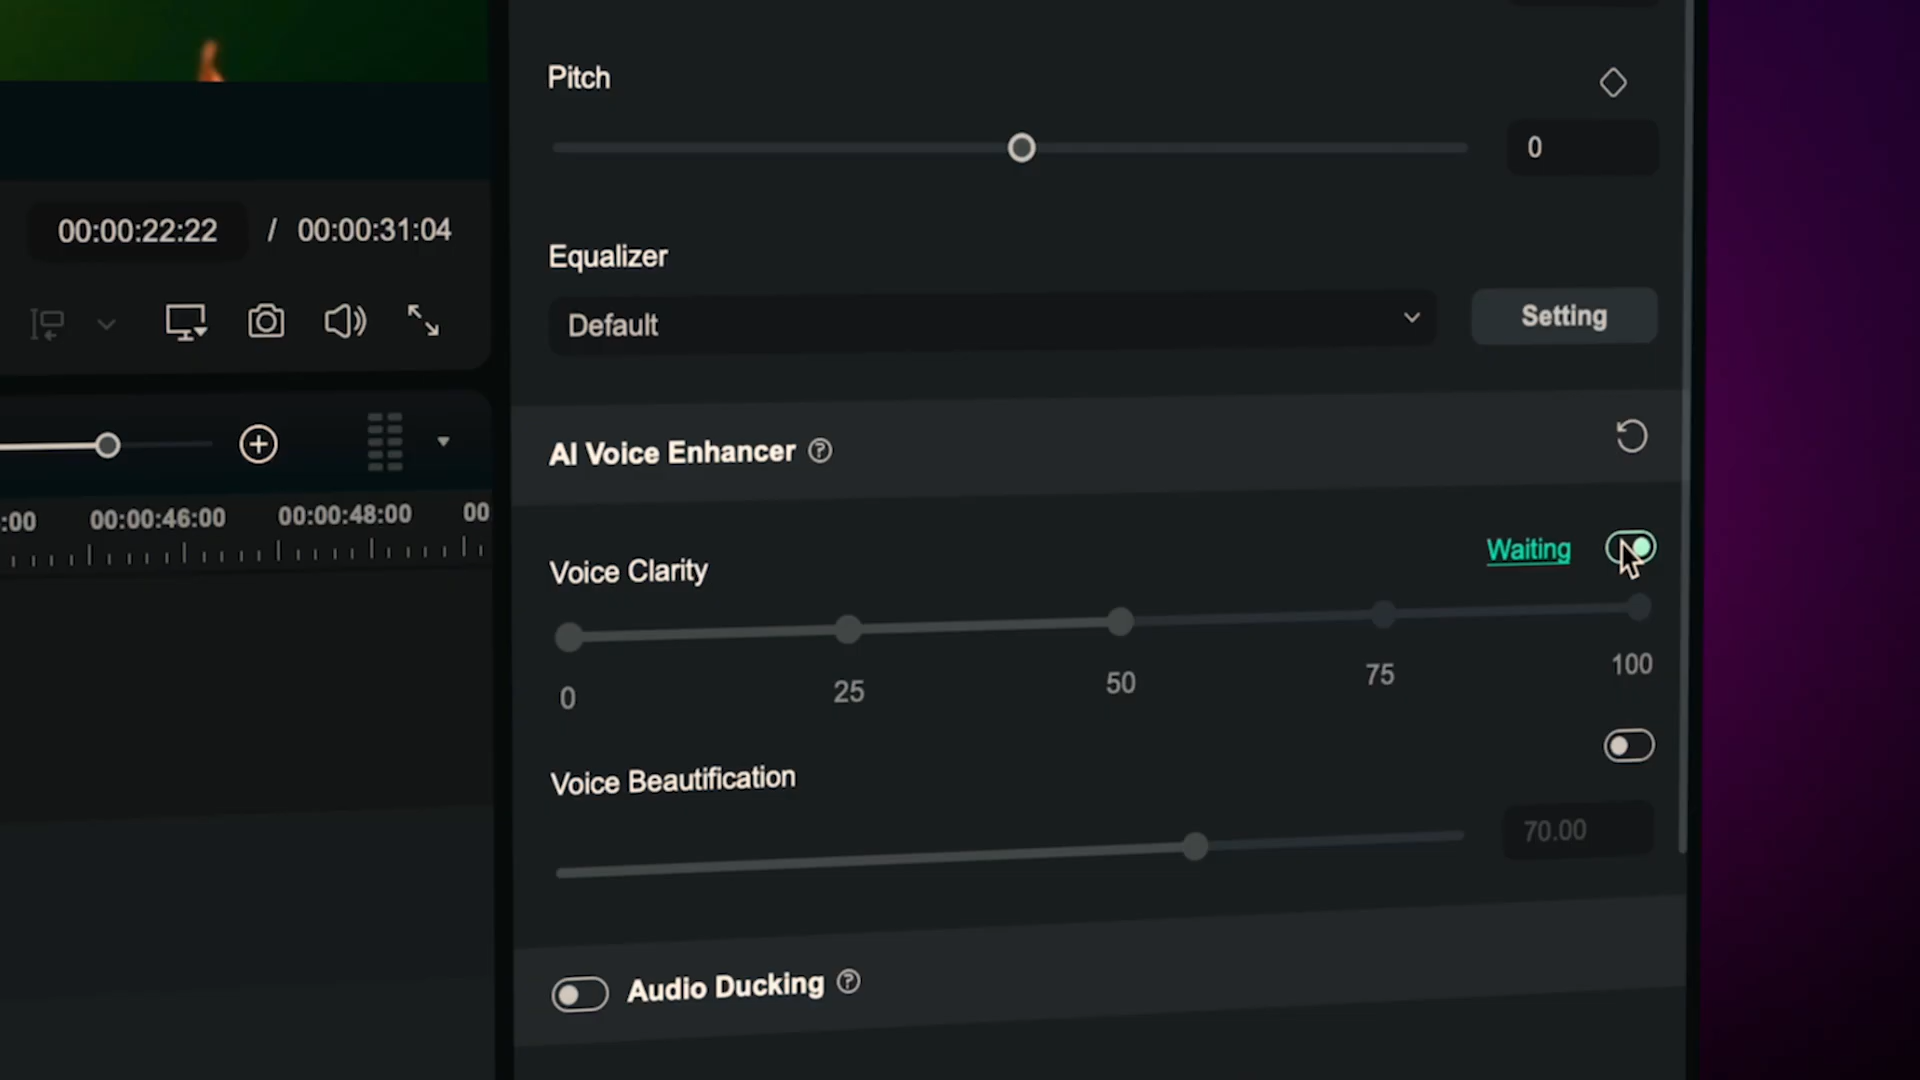 Pitch
0
00:00:22:22 / 00:00:31:04
Equalizer
Default
Setting
AI Voice Enhancer
:00 00:00:46:00 00:00:48:00 00
Waiting
Voice Clarity
0 25 50 75 100
Voice Beautification
70.00
Audio Ducking